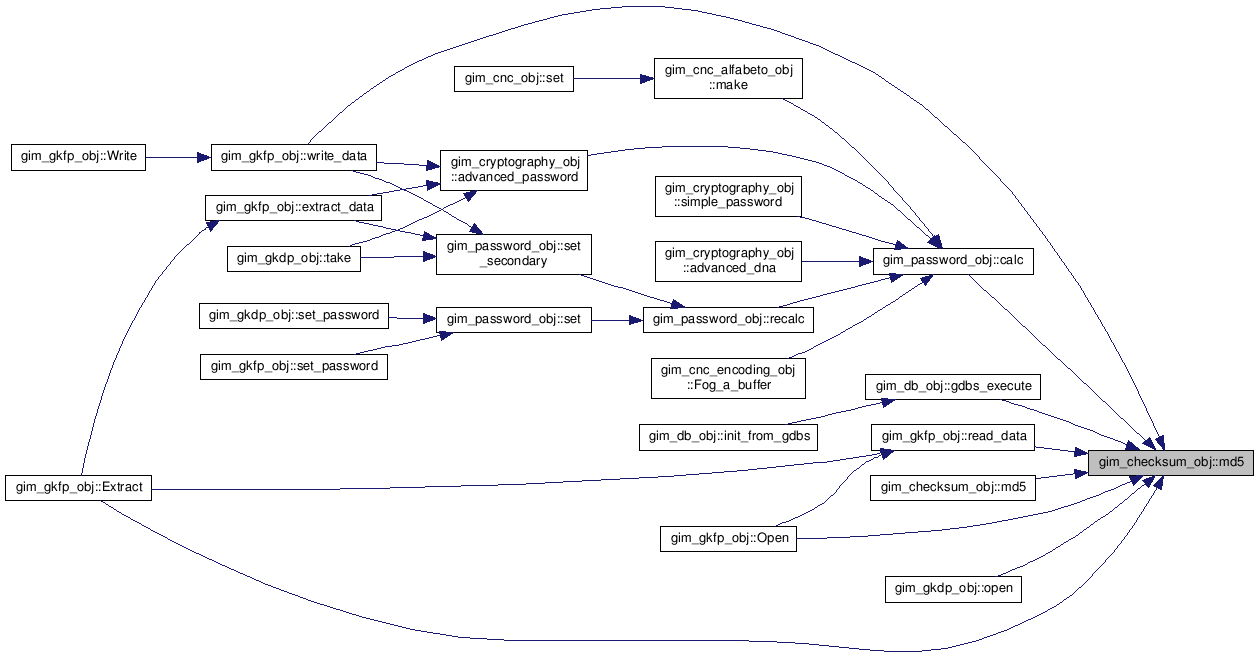 gim_cnc_obj::set
gim_cnc_alfabeto_obj
::make
gim_gkfp_obj::Write
gim_gkfp_obj::write_data
gim_cryptography_obj
::advanced_password
gim_cryptography_obj
::simple_password
gim_gkfp_obj::extract_data
gim_gkdp_obj::take
gim_password_obj::set
_secondary
gim_cryptography_obj
::advanced_dna
gim_password_obj::calc
gim_gkdp_obj::set_password
gim_password_obj::set
gim_password_obj::recalc
gim_gkfp_obj::set_password
gim_cnc_encoding_obj
::Fog_a_buffer
gim_db_obj::gdbs_execute
gim_db_obj::init_from_gdbs
gim_gkfp_obj::read_data
gim_checksum_obj::md5
gim_gkfp_obj::Extract
gim_checksum_obj::md5
gim_gkfp_obj::Open
gim_gkdp_obj::open